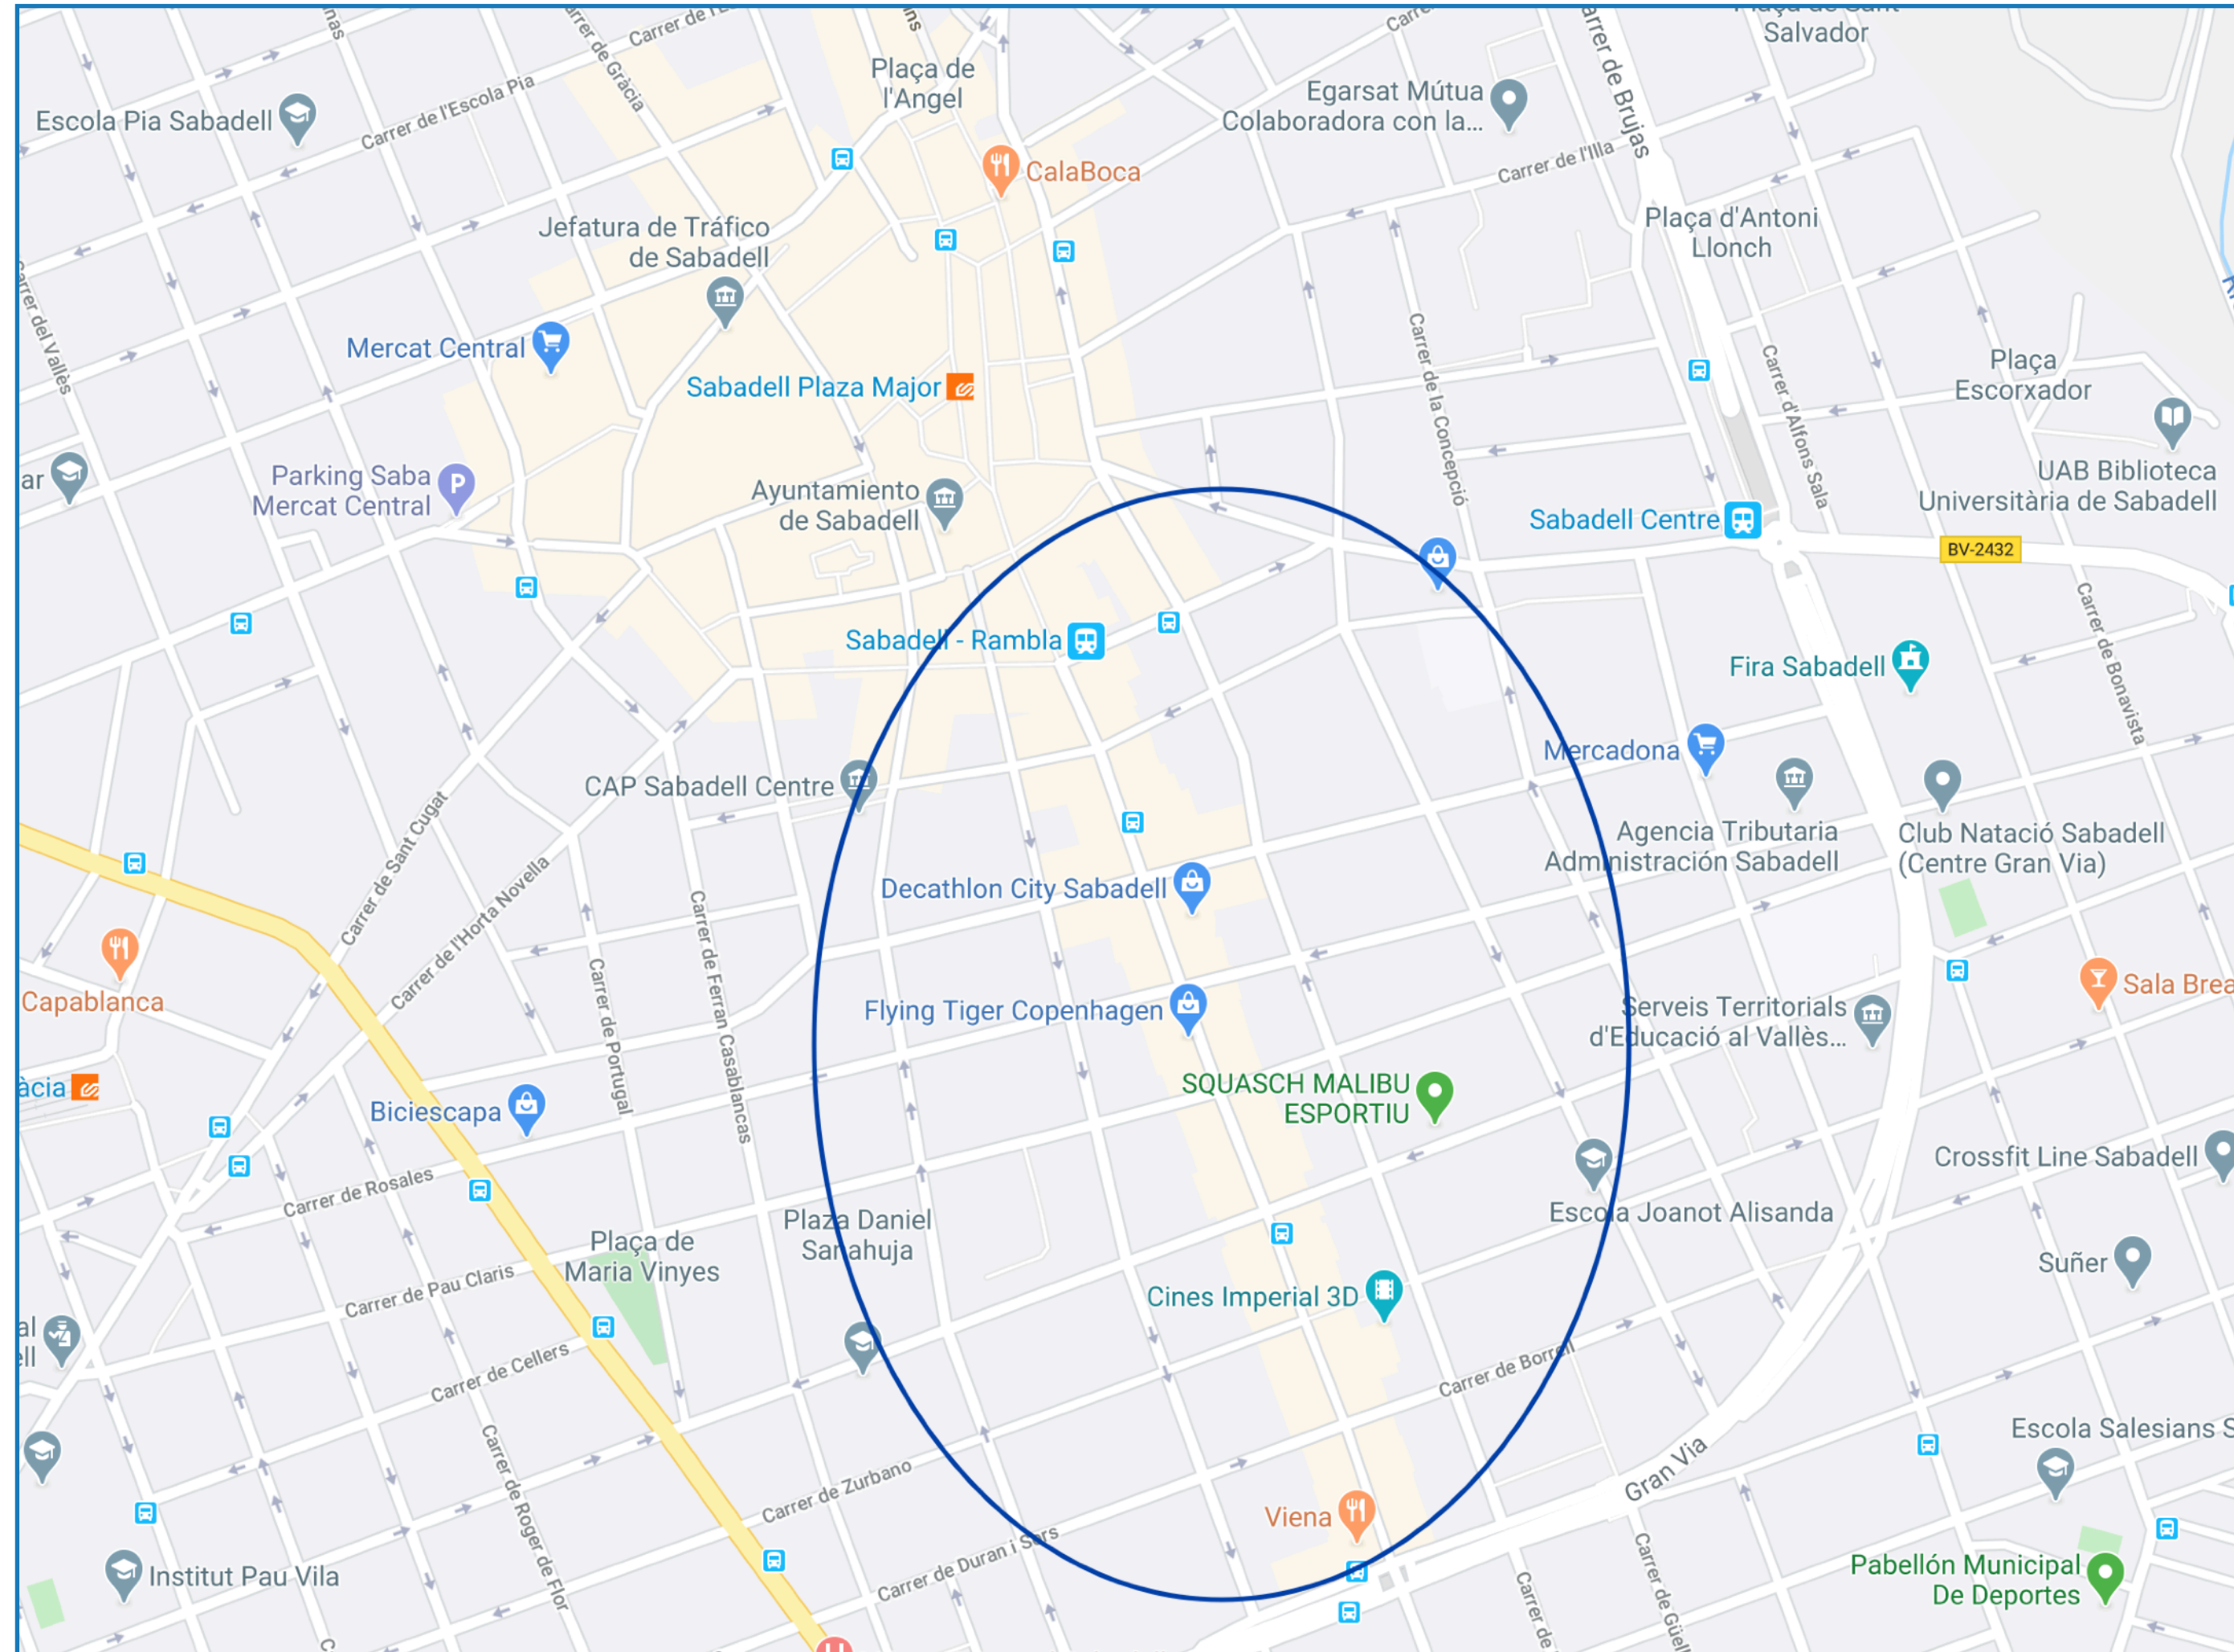 Salvador
Carrer de Gràcia
Carrer de l'Escola Pia
Escola Pia Sabadell
Plaça de
l'Angel
CalaBoca
Egarsat Mútua
Colaboradora con la...
Carrer de l'Illa
Plaça d'Antoni
Llonch
Jefatura de Tráfico
de Sabadell
Mercat Central
Sabadell Plaza Major
Carrer de la Concepció
Carrer d'Alfons Sala
Plaça
Escorxador
UAB Biblioteca
Universitària de Sabadell
Parking Saba
Mercat Central
P
Ayuntamiento
de Sabadell
Sabadell Centre
BV-2432
Carrer de Bonavista
Sabadell - Rambla
Fira Sabadell
Mercadona
CAP Sabadell Centre
Agencia Tributaria
Administración Sabadell
Club Natació Sabadell
(Centre Gran Via)
Carrer de Sant Cugat
Carrer de l'Horta Novella
Decathlon City Sabadell
Capablanca
Carrer de Portugal
Carrer de Ferran Casablancas
Flying Tiger Copenhagen
Serveis Territorials
d'Educació al Vallès...
Sala Brea
àcia
Biciescapa
SQUASCH MALIBU
ESPORTIU
Crossfit Line Sabadell
Carrer de Rosales
Plaça de
Maria Vinyes
Plaza Daniel
Sanahuja
Escola Joanot Alisanda
Suñer
Carrer de Pau Claris
Cines Imperial 3D
Carrer de Cellers
Carrer de Borrell
Escola Salesians S
Carrer de Roger de Flor
Carrer de Zurbano
Gran Via
Viena
Carrer de Duran i Sors
Institut Pau Vila
Pabellón Municipal
De Deportes
Carrer de